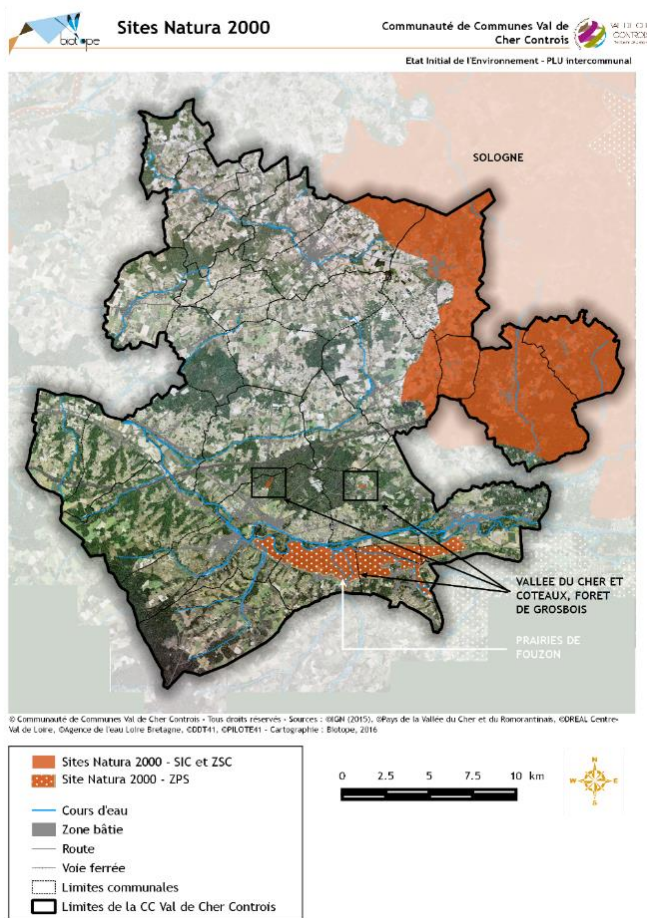 biotope
Sites Natura 2000
Communauté de Communes Val de
Cher Controis
Etat Initial de l'Environnement - PLU intercommunal
SOLOGNE
VALLEE DU CHER ET
COTEAUX, FORET
DE GROSBOIS
PRAIRIES DE
FOUZON
© Communauté de Communes Val de Cher Controis - Tous droits réservés - Sources : ©IGN (2015), ©Pays de la Vallée du Cher et du Romorantinais, ©DREAL Centre-
Val de Loire, ©Agence de l'eau Loire Bretagne, ©DDT41, ©PILOTE41 - Cartographie : Biotope, 2016
Sites Natura 2000 - SIC et ZSC
Site Natura 2000 - ZPS
Cours d'eau
Zone bâtie
Route
Voie ferrée
Limites communales
Limites de la CC Val de Cher Controis
0 2.5 5 7.5 10 km
N
W E
S